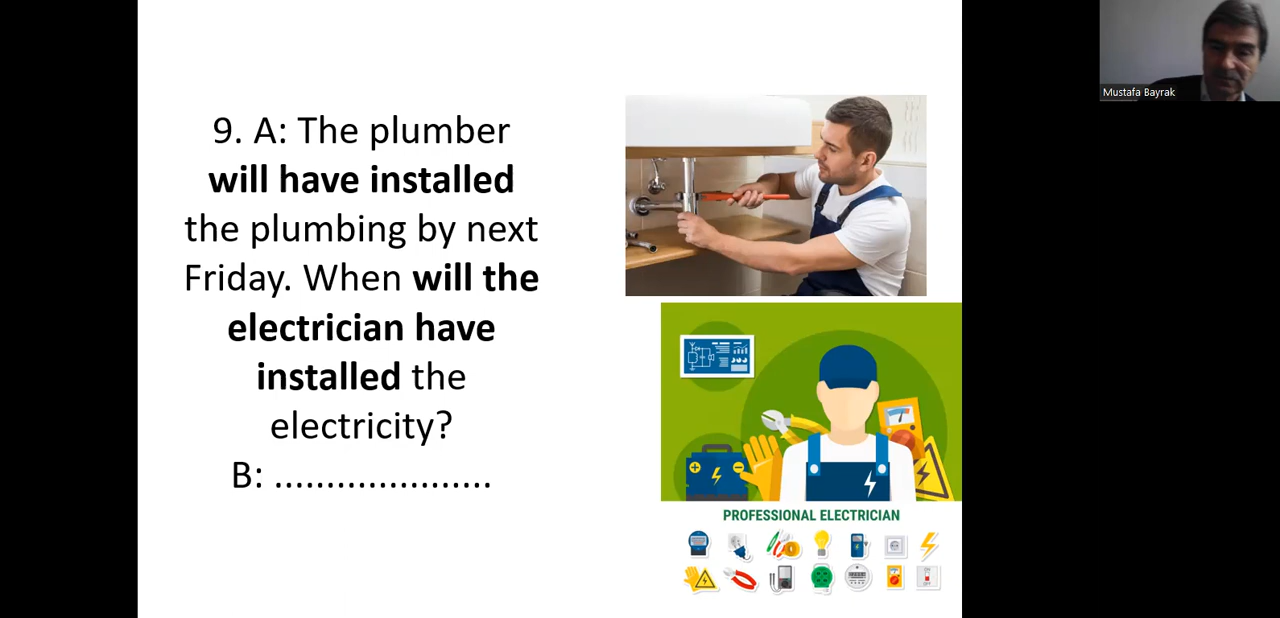 9. A: The plumber
will have installed
the plumbing by next
Friday. When will the
electrician have
installed the
electricity?
B: .....................
Mustafa Bayrak
PROFESSIONAL ELECTRICIAN